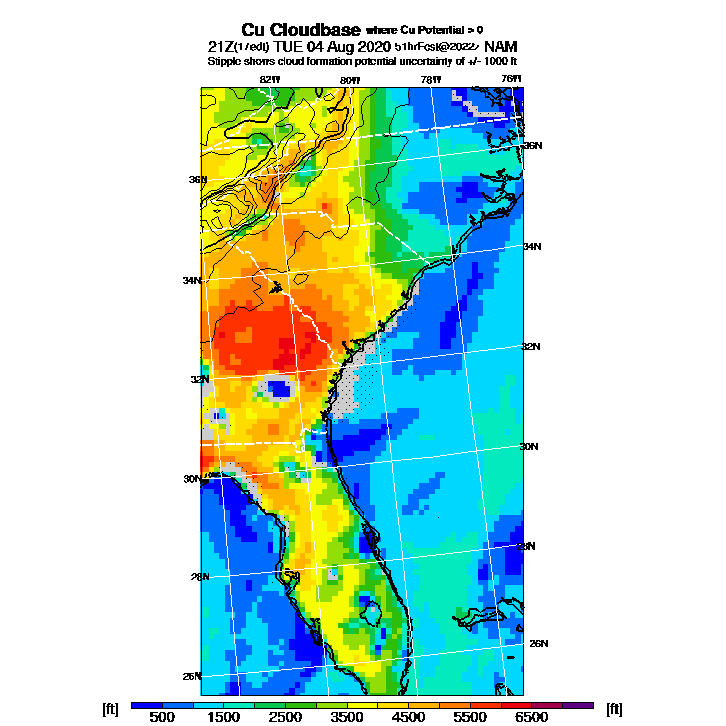 Cu Cloudbase where Cu Potential > 0
21Z(17edt) TUE 04 Aug 2020 51hrFcst@2022z NAM
Stipple shows cloud formation potential uncertainty of +/- 1000 ft
82W 80W 78W 76W
36N
36N
34N
34N
32N
32N
30N
30N
28N
28N
26N
26N
[ft] 500 1500 2500 3500 4500 5500 6500 [ft]